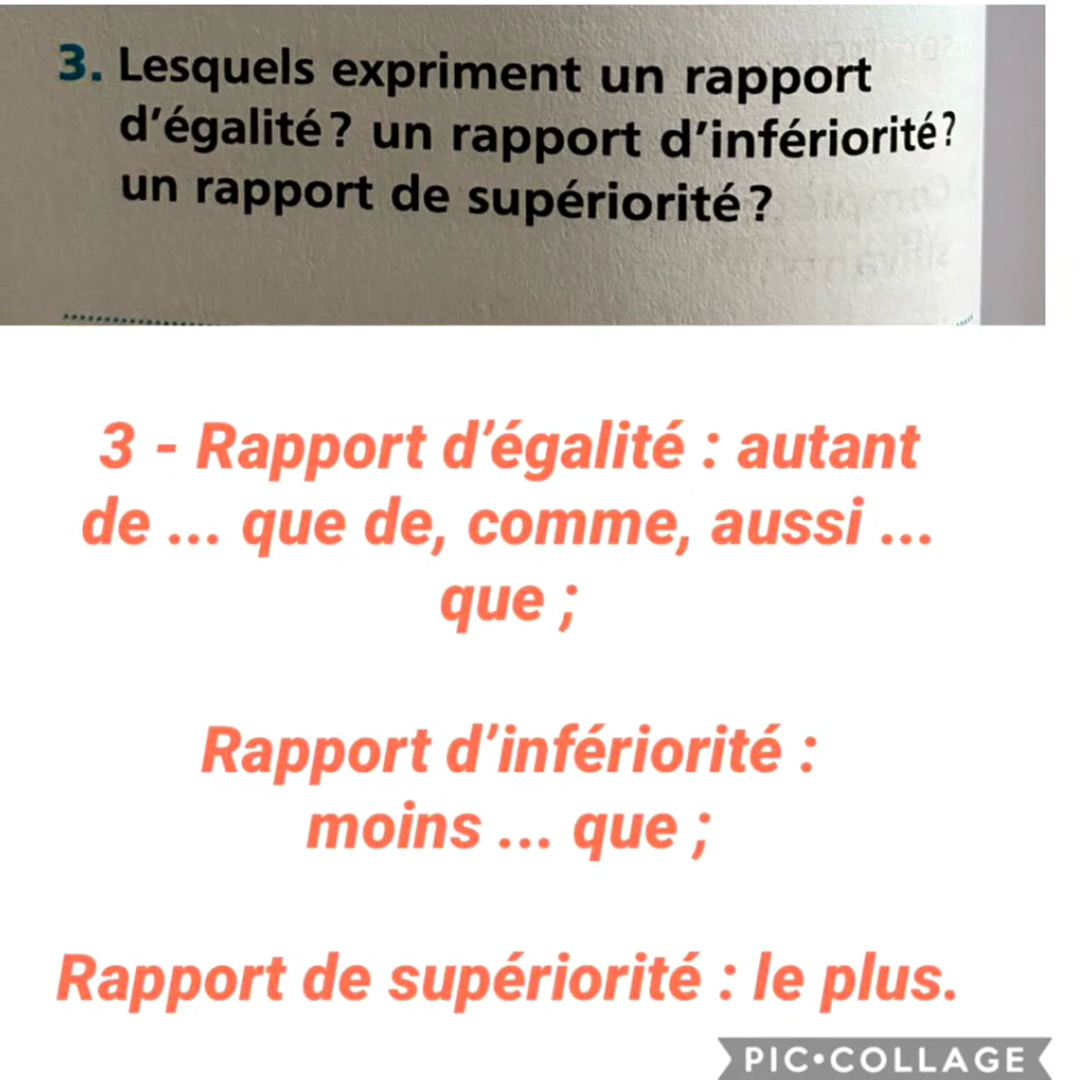 3. Lesquels expriment un rapport
d'égalité? un rapport d'infériorité?
un rapport de supériorité?
3 - Rapport d'égalité : autant
de ... que de, comme, aussi ...
que ;
Rapport d'infériorité :
moins ... que ;
Rapport de supériorité : le plus.
PIC•COLLAGE